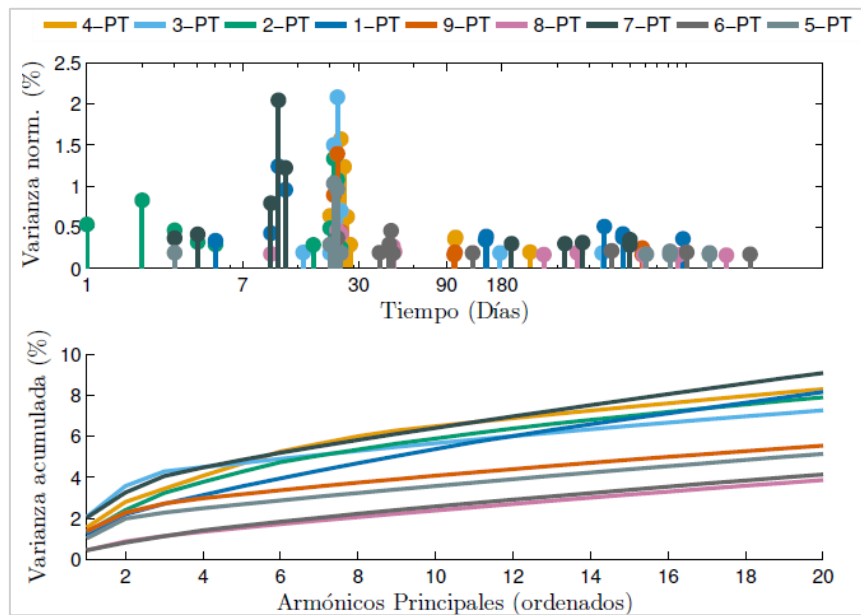 4-PT 3-PT 2-PT 1-PT 9-PT 8-PT 7-PT 6-PT 5-PT
Varianza norm. (%)
2.5
2
1.5
1
0.5
0
1 7 30 90 180
Tiempo (Días)
Varianza acumulada (%)
10
8
6
4
2
0
2 4 6 8 10 12 14 16 18 20
Armónicos Principales (ordenados)